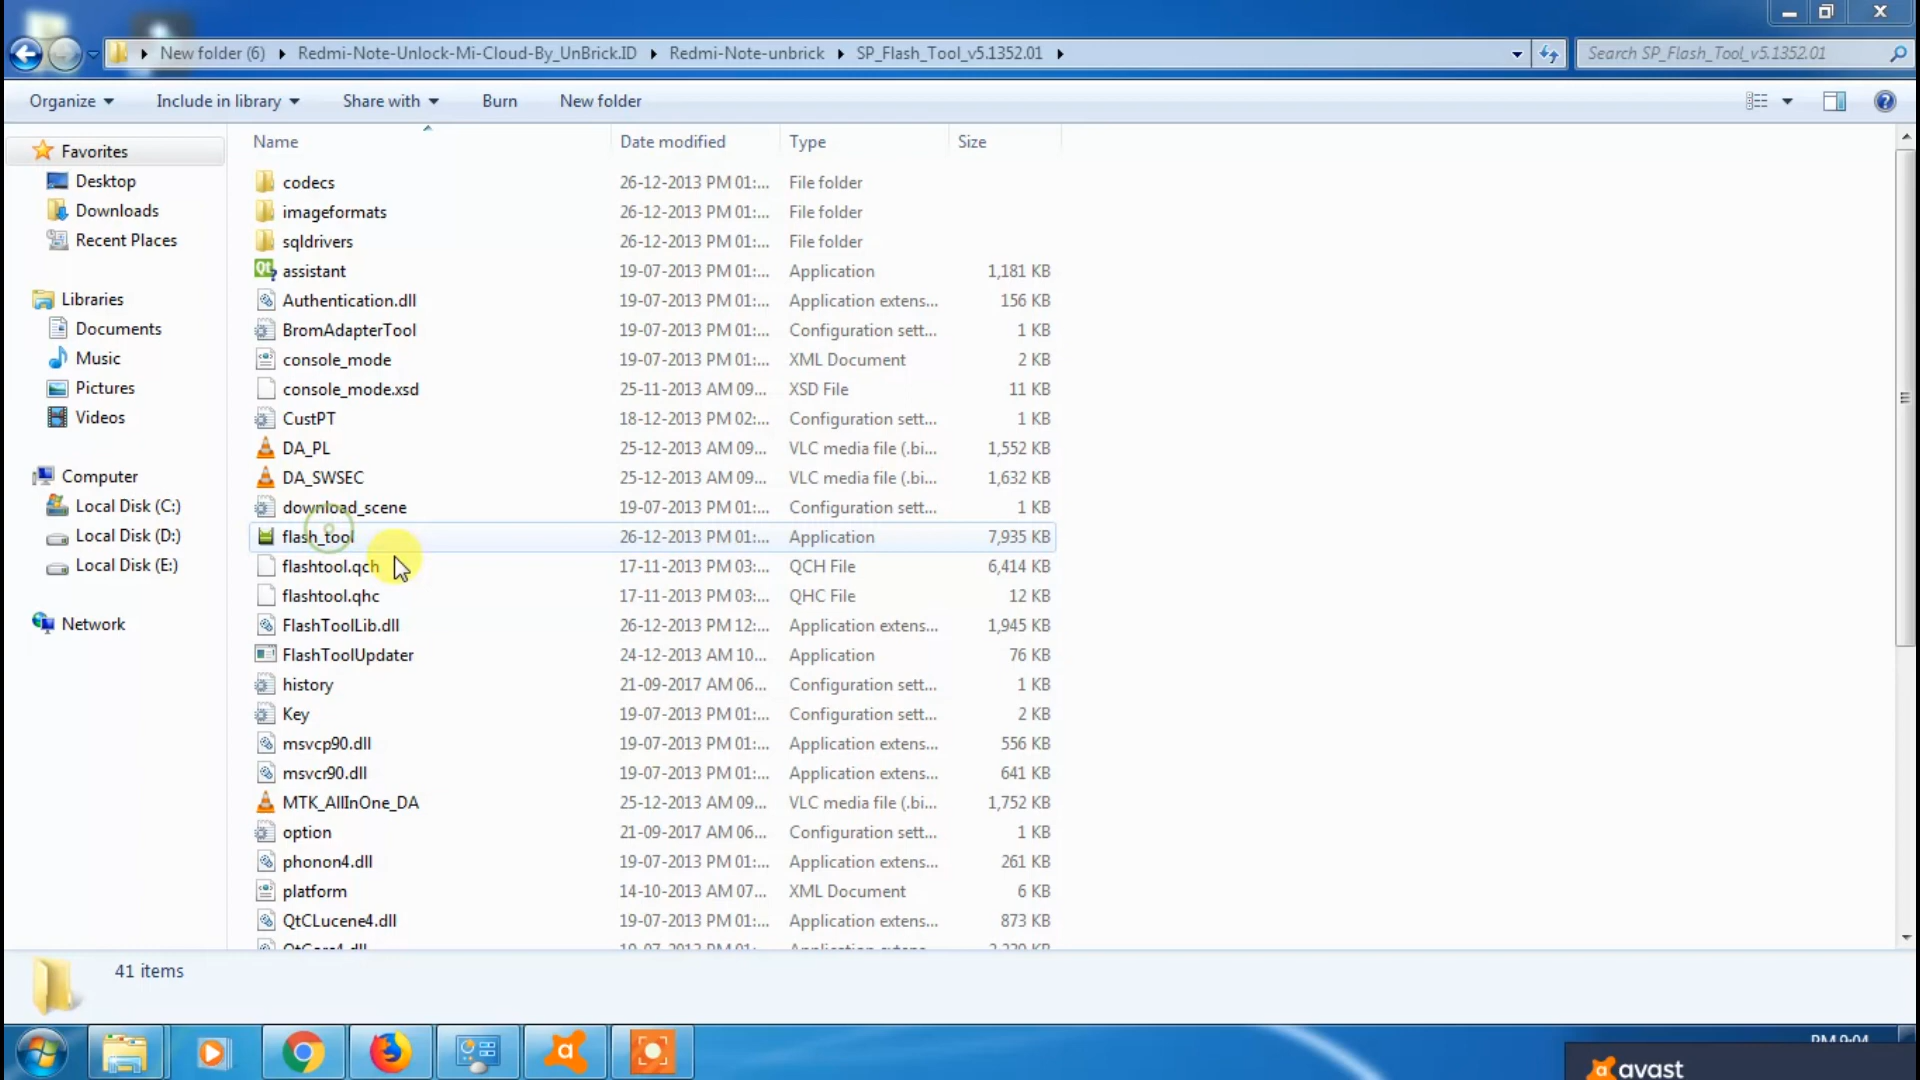 New folder (6) Redmi-Note-Unlock-Mi-Cloud-By_UnBrick.ID Redmi-Note-unbrick SP_Flash_Tool_v5.1352.01 Search SP_Flash_Tool_v5.1352.01
Organize Include in library Share with Burn New folder
Name Date modified Type Size
Favorites
Desktop
Downloads
Recent Places
Libraries
Documents
Music
Pictures
Videos
Computer
Local Disk (C:)
Local Disk (D:)
Local Disk (E:)
Network
codecs 26-12-2013 PM 01:... File folder
imageformats 26-12-2013 PM 01:... File folder
sqldrivers 26-12-2013 PM 01:... File folder
assistant 19-07-2013 PM 01:... Application 1,181 KB
Authentication.dll 19-07-2013 PM 01:... Application extens... 156 KB
BromAdapterTool 19-07-2013 PM 01:... Configuration sett... 1 KB
console_mode 19-07-2013 PM 01:... XML Document 2 KB
console_mode.xsd 25-11-2013 AM 09... XSD File 11 KB
CustPT 18-12-2013 PM 02:... Configuration sett... 1 KB
DA_PL 25-12-2013 AM 09... VLC media file (.bi... 1,552 KB
DA_SWSEC 25-12-2013 AM 09... VLC media file (.bi... 1,632 KB
download_scene 19-07-2013 PM 01:... Configuration sett... 1 KB
flash_tool 26-12-2013 PM 01:... Application 7,935 KB
flashtool.qch 17-11-2013 PM 03:... QCH File 6,414 KB
flashtool.qhc 17-11-2013 PM 03:... QHC File 12 KB
FlashToolLib.dll 26-12-2013 PM 12:... Application extens... 1,945 KB
FlashToolUpdater 24-12-2013 AM 10... Application 76 KB
history 21-09-2017 AM 06... Configuration sett... 1 KB
Key 19-07-2013 PM 01:... Configuration sett... 2 KB
msvcp90.dll 19-07-2013 PM 01:... Application extens... 556 KB
msvcr90.dll 19-07-2013 PM 01:... Application extens... 641 KB
MTK_AllInOne_DA 25-12-2013 AM 09... VLC media file (.bi... 1,752 KB
option 21-09-2017 AM 06... Configuration sett... 1 KB
phonon4.dll 19-07-2013 PM 01:... Application extens... 261 KB
platform 14-10-2013 AM 07... XML Document 6 KB
QtCLucene4.dll 19-07-2013 PM 01:... Application extens... 873 KB
41 items
PM 9:04
avast